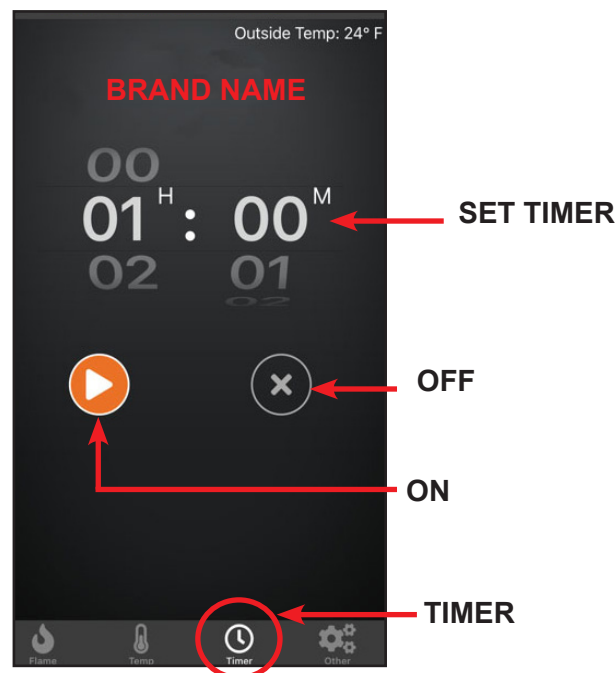 Outside Temp: 24° F
BRAND NAME
00
01 H : 00 M
SET TIMER
02 01
02
OFF
ON
TIMER
Flame Temp Timer Other